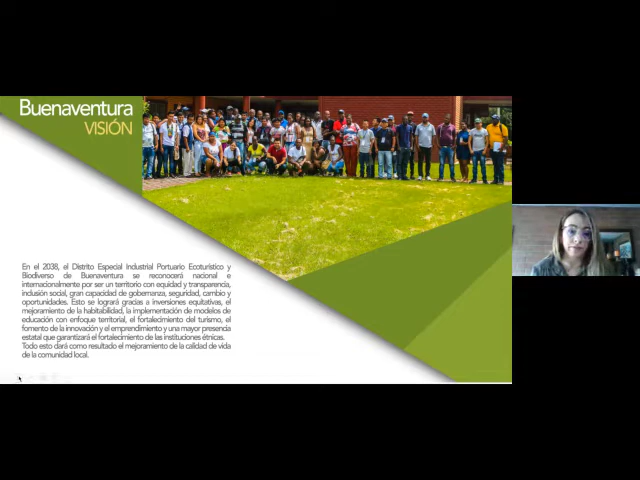 Buenaventura
VISIÓN
En el 2038, el Distrito Especial Industrial Portuario Ecoturístico y
Biodiverso de Buenaventura se reconocerá nacional e
internacionalmente por ser un territorio con equidad y transparencia,
inclusión social, gran capacidad de gobernanza, seguridad, cambio y
oportunidades. Esto se logrará gracias a inversiones equitativas, el
mejoramiento de la habitabilidad, la implementación de modelos de
educación con enfoque territorial, el fortalecimiento del turismo, el
fomento de la innovación y el emprendimiento y una mayor presencia
estatal que garantizará el fortalecimiento de las instituciones étnicas.
Todo esto dará como resultado el mejoramiento de la calidad de vida
de la comunidad local.